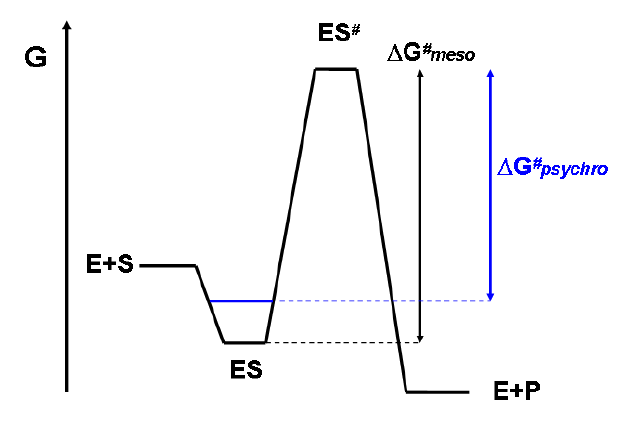 ES#
ΔG#meso
G
ΔG#psychro
E+S
ES
E+P